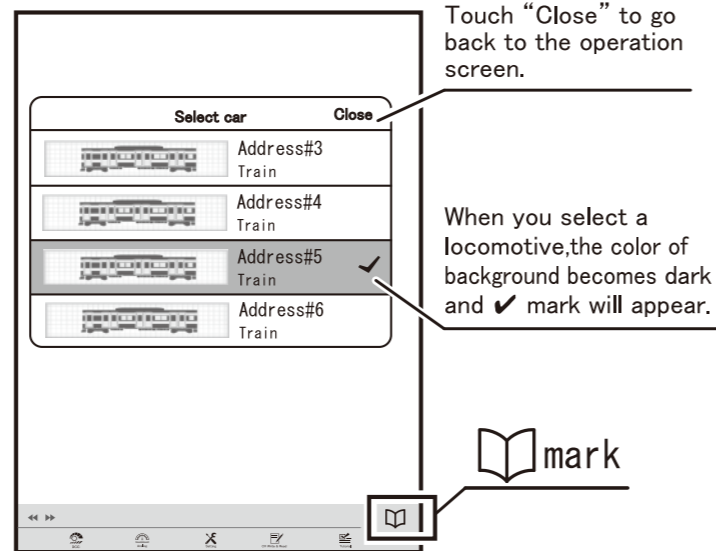 Touch “Close” to go
back to the operation
screen.
Select car
Close
Address#3
Train
Address#4
Train
Address#5
Train
Address#6
Train
When you select a
locomotive,the color of
background becomes dark
and ✔ mark will appear.
mark